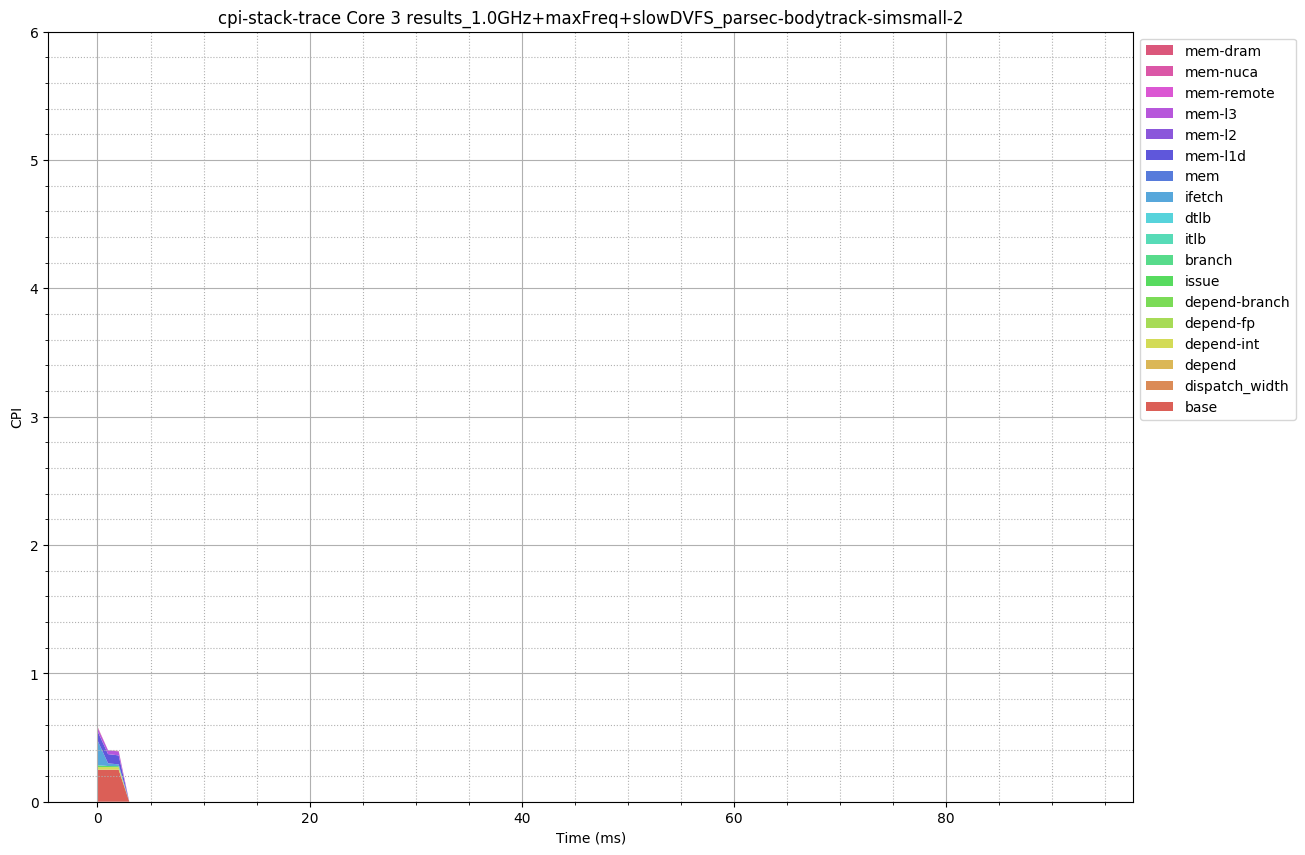 cpi-stack-trace Core 3 results_1.0GHz+maxFreq+slowDVFS_parsec-bodytrack-simsmall-2
6
5
4
3
2
1
0
CPI
0 20 40 60 80
Time (ms)
mem-dram
mem-nuca
mem-remote
mem-l3
mem-l2
mem-l1d
mem
ifetch
dtlb
itlb
branch
issue
depend-branch
depend-fp
depend-int
depend
dispatch_width
base